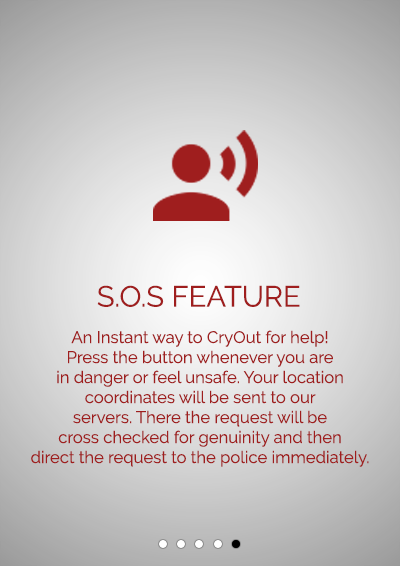 S.O.S FEATURE
An Instant way to CryOut for help!
Press the button whenever you are
in danger or feel unsafe. Your location
coordinates will be sent to our
servers. There the request will be
cross checked for genuinity and then
direct the request to the police immediately.